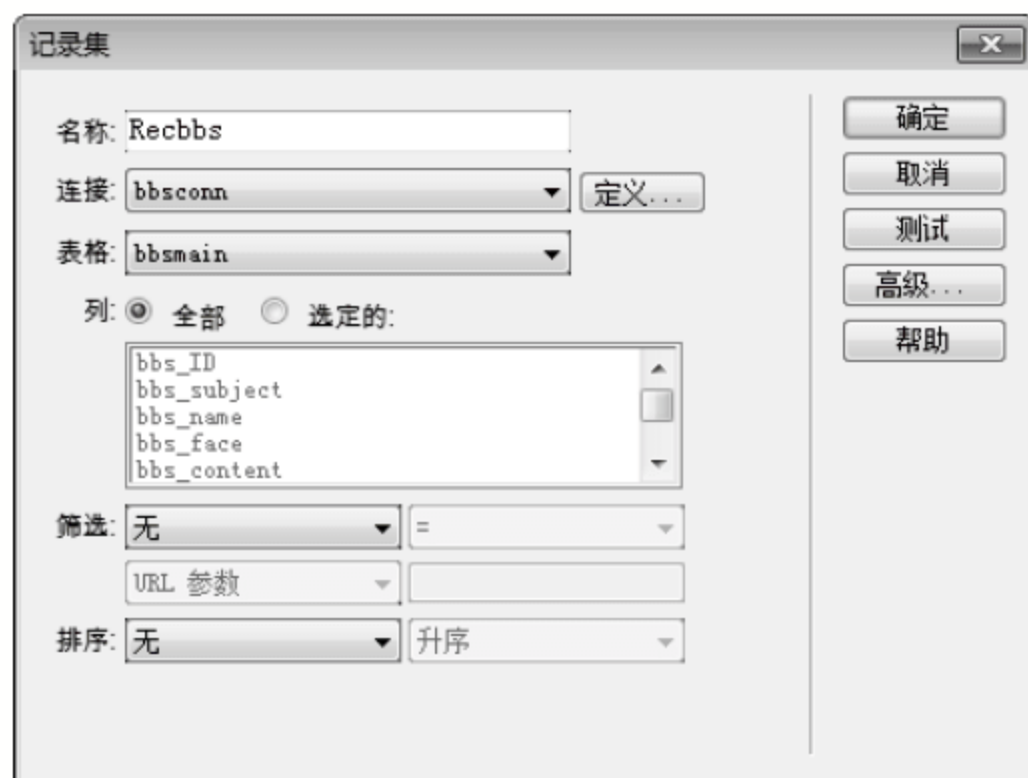 记录集
名称: Recbbs
连接: bbsconn 定义...
表格: bbsmain
列: 全部 选定的:
bbs_ID
bbs_subject
bbs_name
bbs_face
bbs_content
筛选: 无 =
URL 参数
排序: 无 升序
确定
取消
测试
高级...
帮助